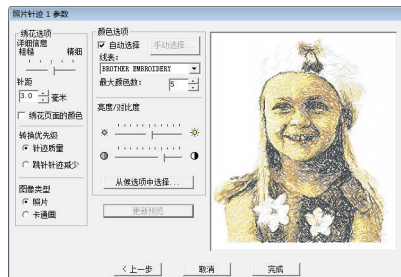 照片针迹 1 参数
绣花选项
详细信息
粗糙 精细
针距
3.0 毫米
绣花页面的颜色
转换优先级
针迹质量
跳针针迹减少
图像类型
照片
卡通画
颜色选项
自动选择 手动选择...
线表:
BROTHER EMBROIDERY
最大颜色数: 5
亮度/对比度
从候选项中选择...
更新预览
<上一步 取消 完成